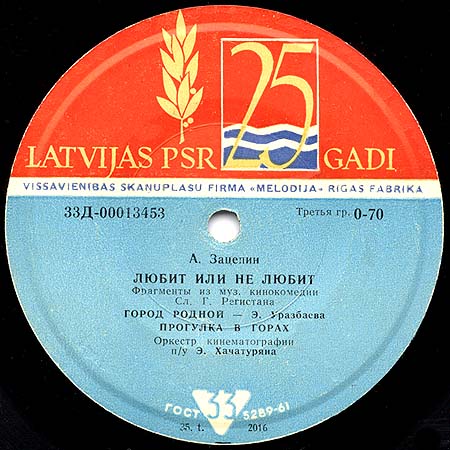 LATVIJAS PSR 25 GADI
VISSAVIENĪBAS SKAŅUPLAŠU FIRMA «MELODIJA» RIGAS FABRIKA
33Д-00013453
Третья гр. 0-70
А. Зацепин
ЛЮБИТ ИЛИ НЕ ЛЮБИТ
Фрагменты из муз. кинокомедии
Сл. Г. Регистана
ГОРОД РОДНОЙ — Э. Уразбаева
ПРОГУЛКА В ГОРАХ
Оркестр кинематографии
п/у Э. Хачатуряна
ГОСТ 33 5289-61
35. t. 2016